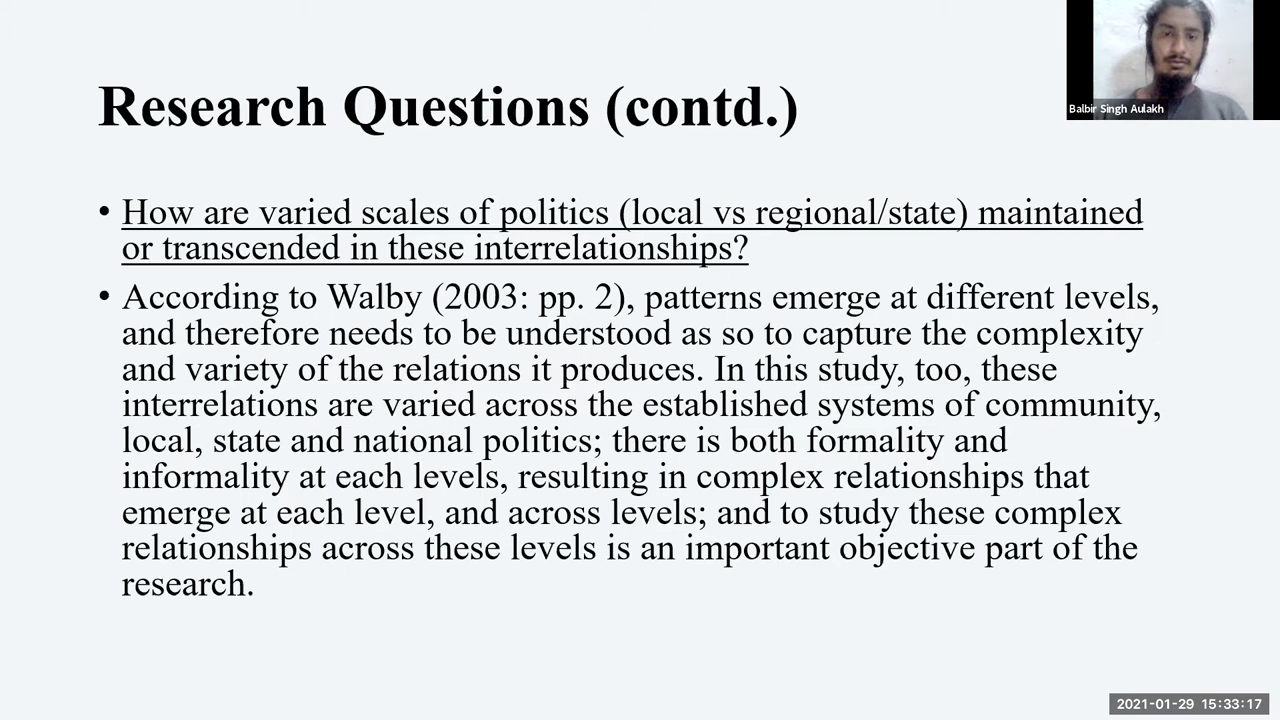 Research Questions (contd.)
Balbir Singh Aulakh
• How are varied scales of politics (local vs regional/state) maintained
or transcended in these interrelationships?
• According to Walby (2003: pp. 2), patterns emerge at different levels,
and therefore needs to be understood as so to capture the complexity
and variety of the relations it produces. In this study, too, these
interrelations are varied across the established systems of community,
local, state and national politics; there is both formality and
informality at each levels, resulting in complex relationships that
emerge at each level, and across levels; and to study these complex
relationships across these levels is an important objective part of the
research.
2021-01-29 15:33:17